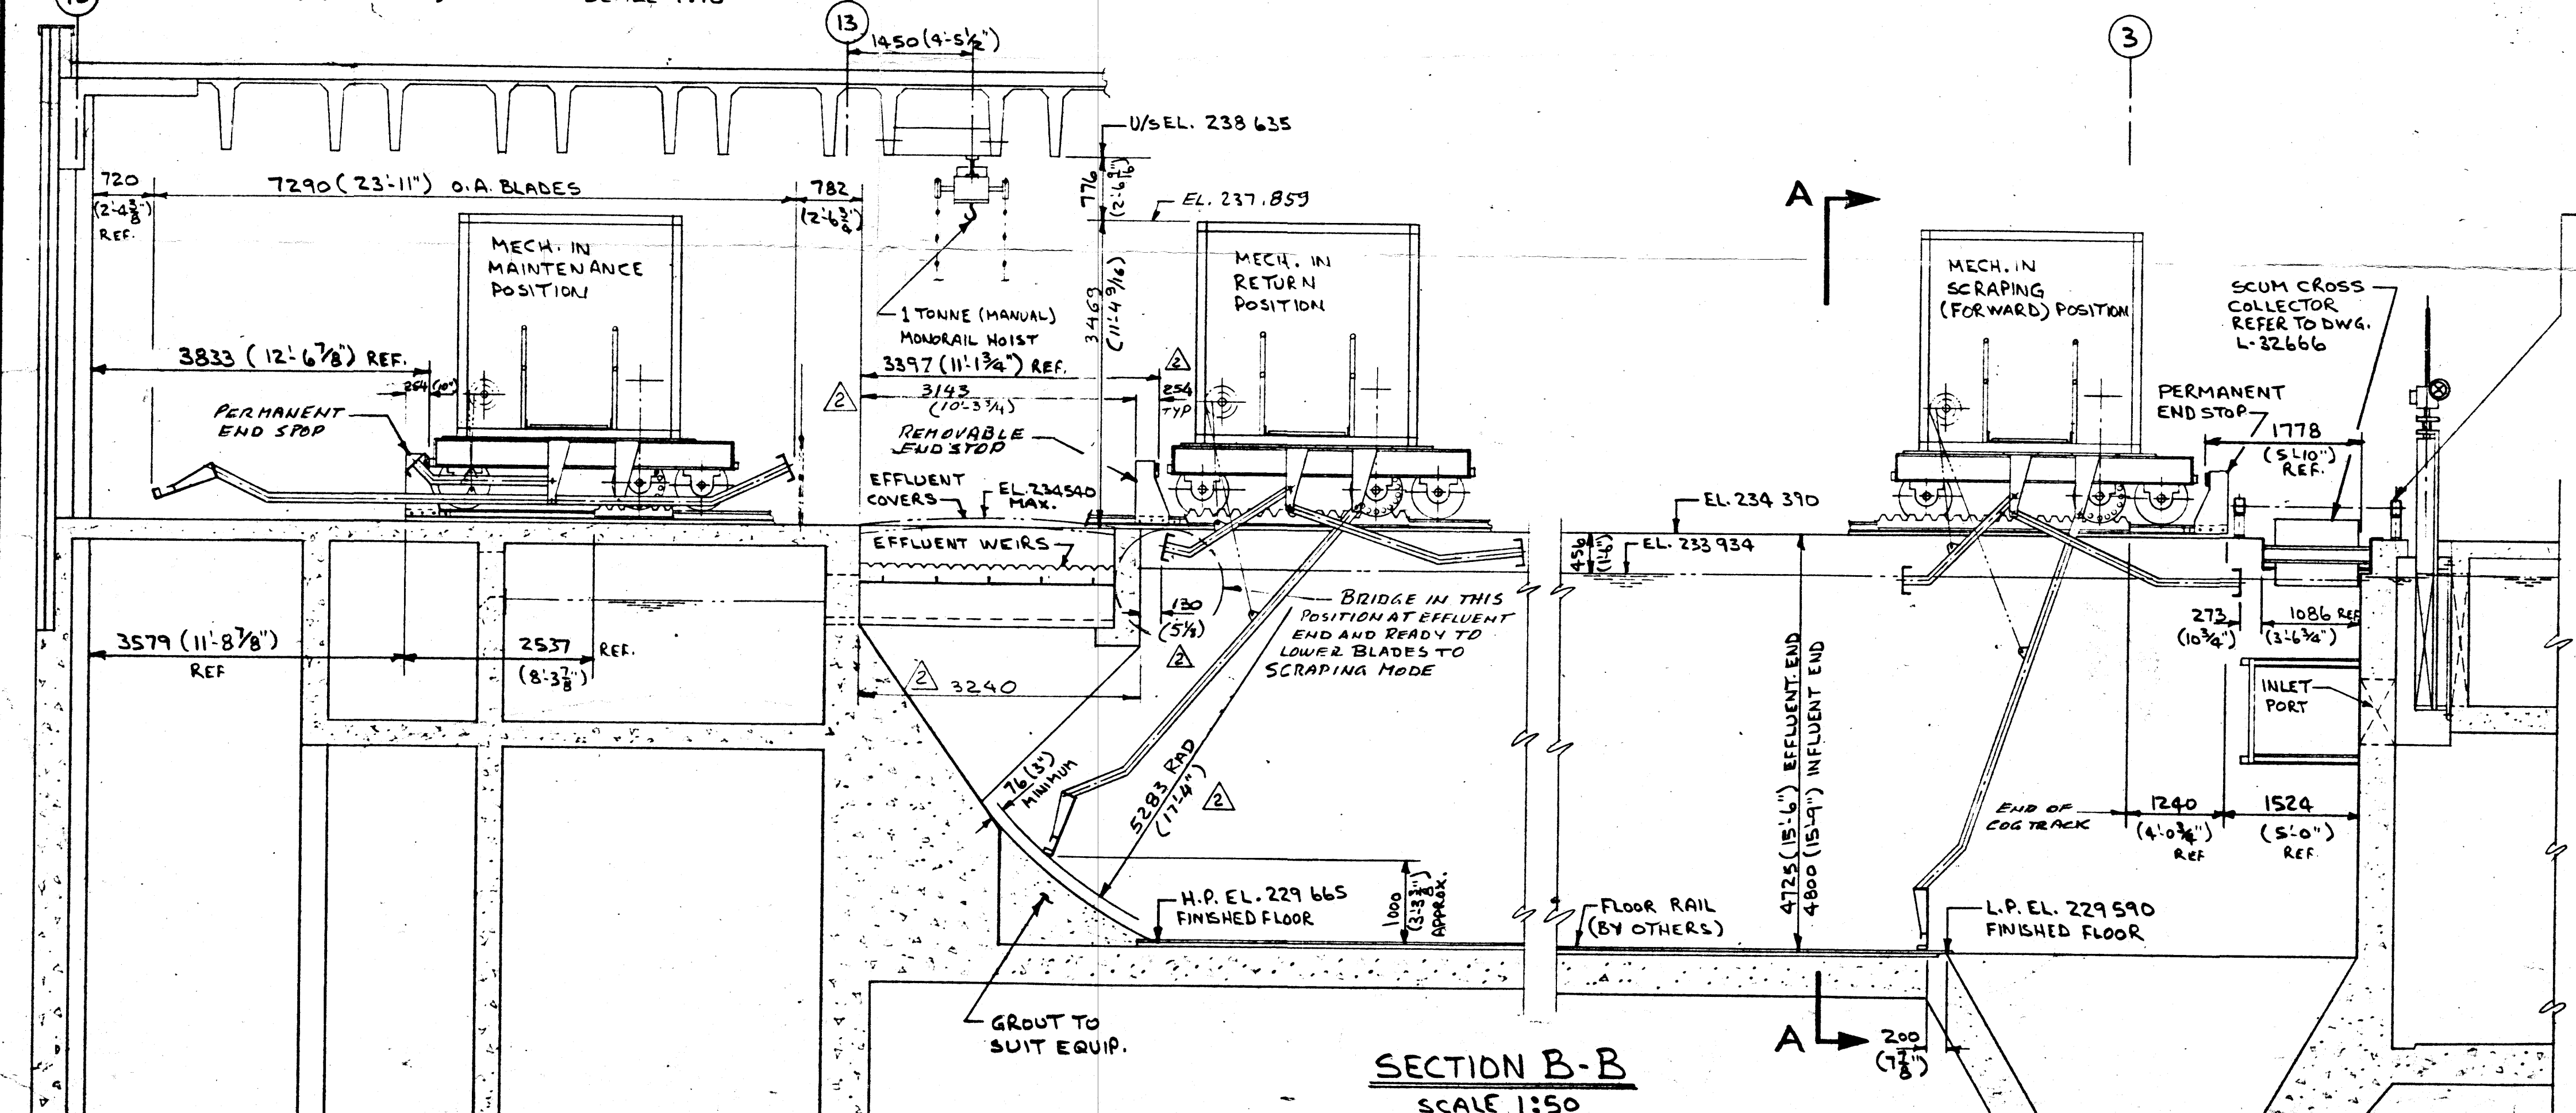 13
1450 (4'-5½")
3
U/S EL. 238 635
776
(2'-6 9/16")
EL. 237.859
3469
(11'-4 9/16)
A
720
(2'-4⅜")
REF.
7290 (23'-11") O.A. BLADES
782
(2'-6¾")
MECH. IN
MAINTENANCE
POSITION
1 TONNE (MANUAL)
MONORAIL HOIST
MECH. IN
RETURN
POSITION
MECH. IN
SCRAPING
(FORWARD) POSITION
SCUM CROSS
COLLECTOR
REFER TO DWG.
L-32666
3833 (12'-6⅞") REF.
254 (10")
PERMANENT
END SPOP
3397 (11'-1¾") REF.
2
3143
(10'-3¾)
2
254
TYP
REMOVABLE
END STOP
EFFLUENT
COVERS
EL. 234540
MAX.
EFFLUENT WEIRS
PERMANENT
END STOP
1778
(5'-10")
REF.
EL. 234 390
456
(1'-6")
EL. 233 934
3579 (11'-8⅞")
REF
2537 REF.
(8'-3⅞")
130
(5⅛)
2
2
3240
BRIDGE IN THIS
POSITION AT EFFLUENT
END AND READY TO
LOWER BLADES TO
SCRAPING MODE
273
(10¾")
1086 REF
(3'-6¾")
INLET
PORT
76 (3")
MINIMUM
5283 RAD
(17'-4")
2
4725 (15'-6") EFFLUENT. END
4800 (15'-9") INFLUENT END
END OF
COG TRACK
1240
(4'-0¾")
REF
1524
(5'-0")
REF.
H.P. EL. 229 665
FINISHED FLOOR
1000
(3'-3⅜")
APPROX.
FLOOR RAIL
(BY OTHERS)
L.P. EL. 229 590
FINISHED FLOOR
GROUT TO
SUIT EQUIP.
A
200
(7⅞")
SECTION B-B
SCALE 1:50